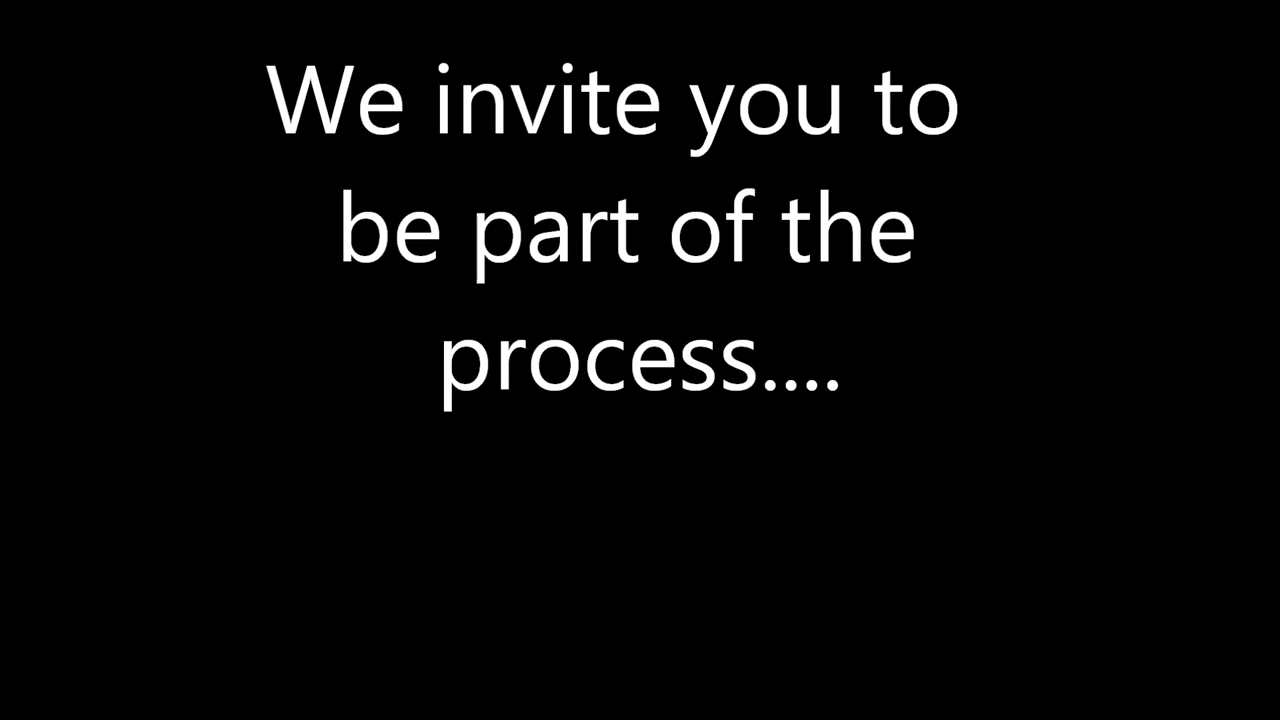 We invite you to
be part of the
process....